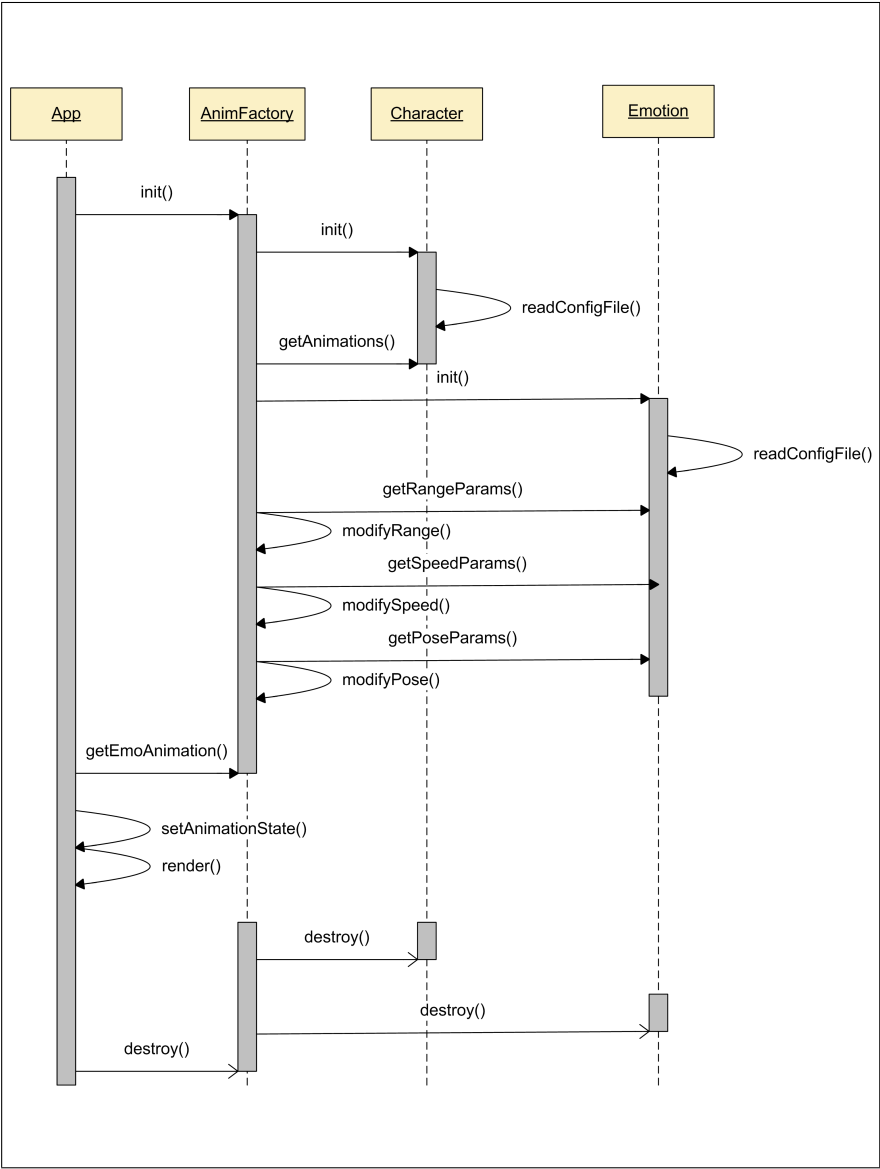 App
AnimFactory
Character
Emotion
init()
init()
readConfigFile()
getAnimations()
init()
readConfigFile()
getRangeParams()
modifyRange()
getSpeedParams()
modifySpeed()
getPoseParams()
modifyPose()
getEmoAnimation()
setAnimationState()
render()
destroy()
destroy()
destroy()